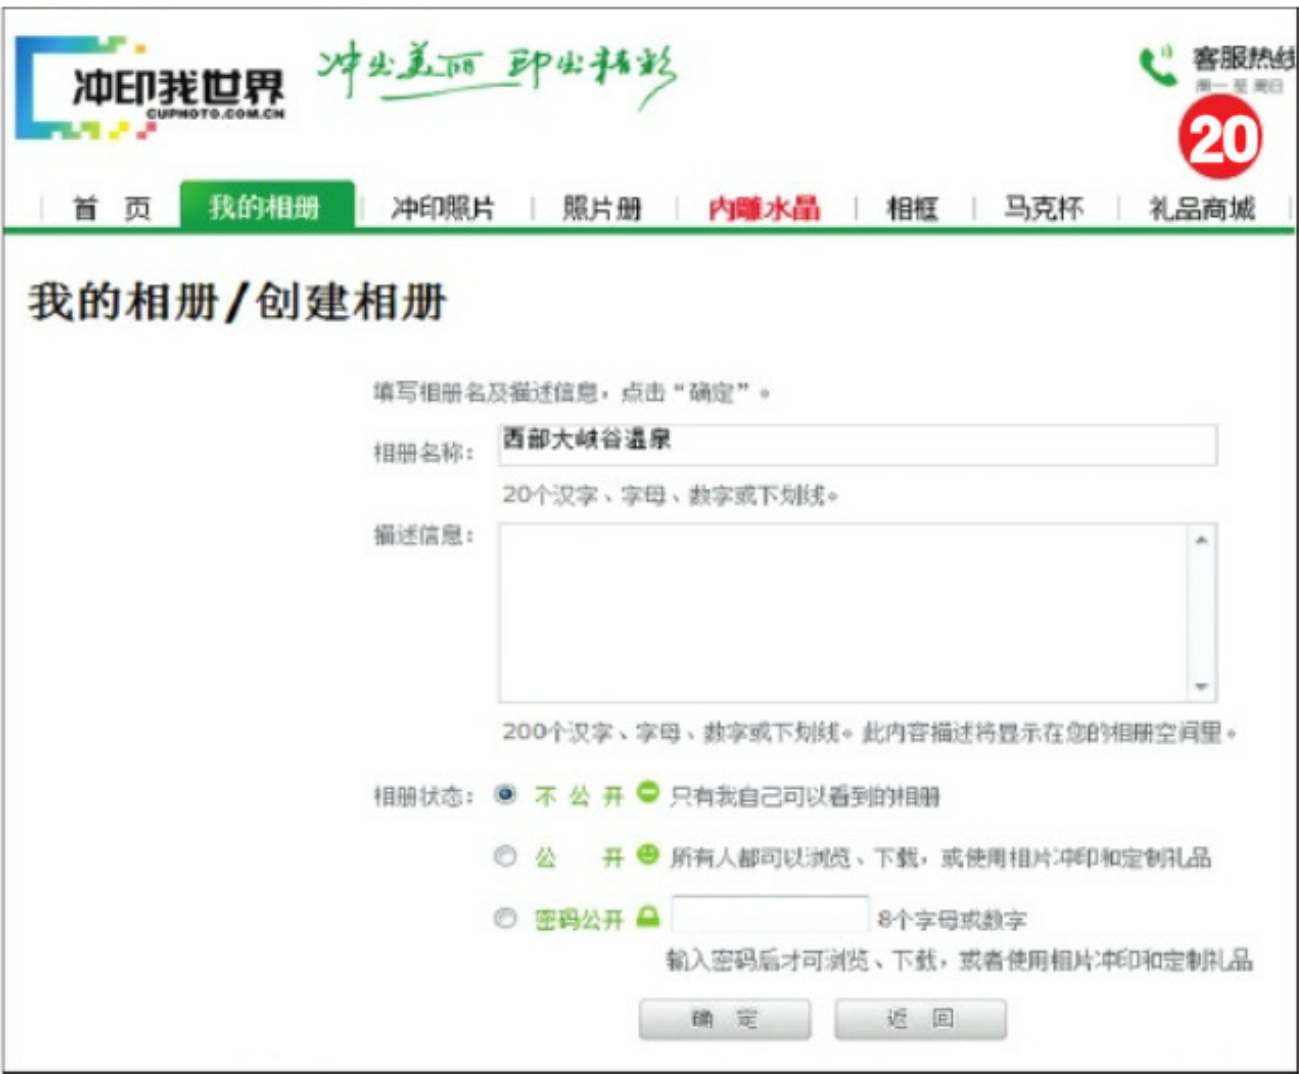 冲印我世界
CUPHOTO.COM.CN
冲出美丽 印出精彩
客服热线
周一 至 周日
20
首 页 我的相册 冲印照片 照片册 内雕水晶 相框 马克杯 礼品商城
我的相册/创建相册
填写相册名及描述信息，点击“确定”。
相册名称： 西部大峡谷温泉
20个汉字、字母、数字或下划线。
描述信息：
200个汉字、字母、数字或下划线。此内容描述将显示在您的相册空间里。
相册状态： 不 公 开 只有我自己可以看到的相册
公 开 所有人都可以浏览、下载，或使用相片冲印和定制礼品
密码公开 8个字母或数字
输入密码后才可浏览、下载，或者使用相片冲印和定制礼品
确 定 返 回